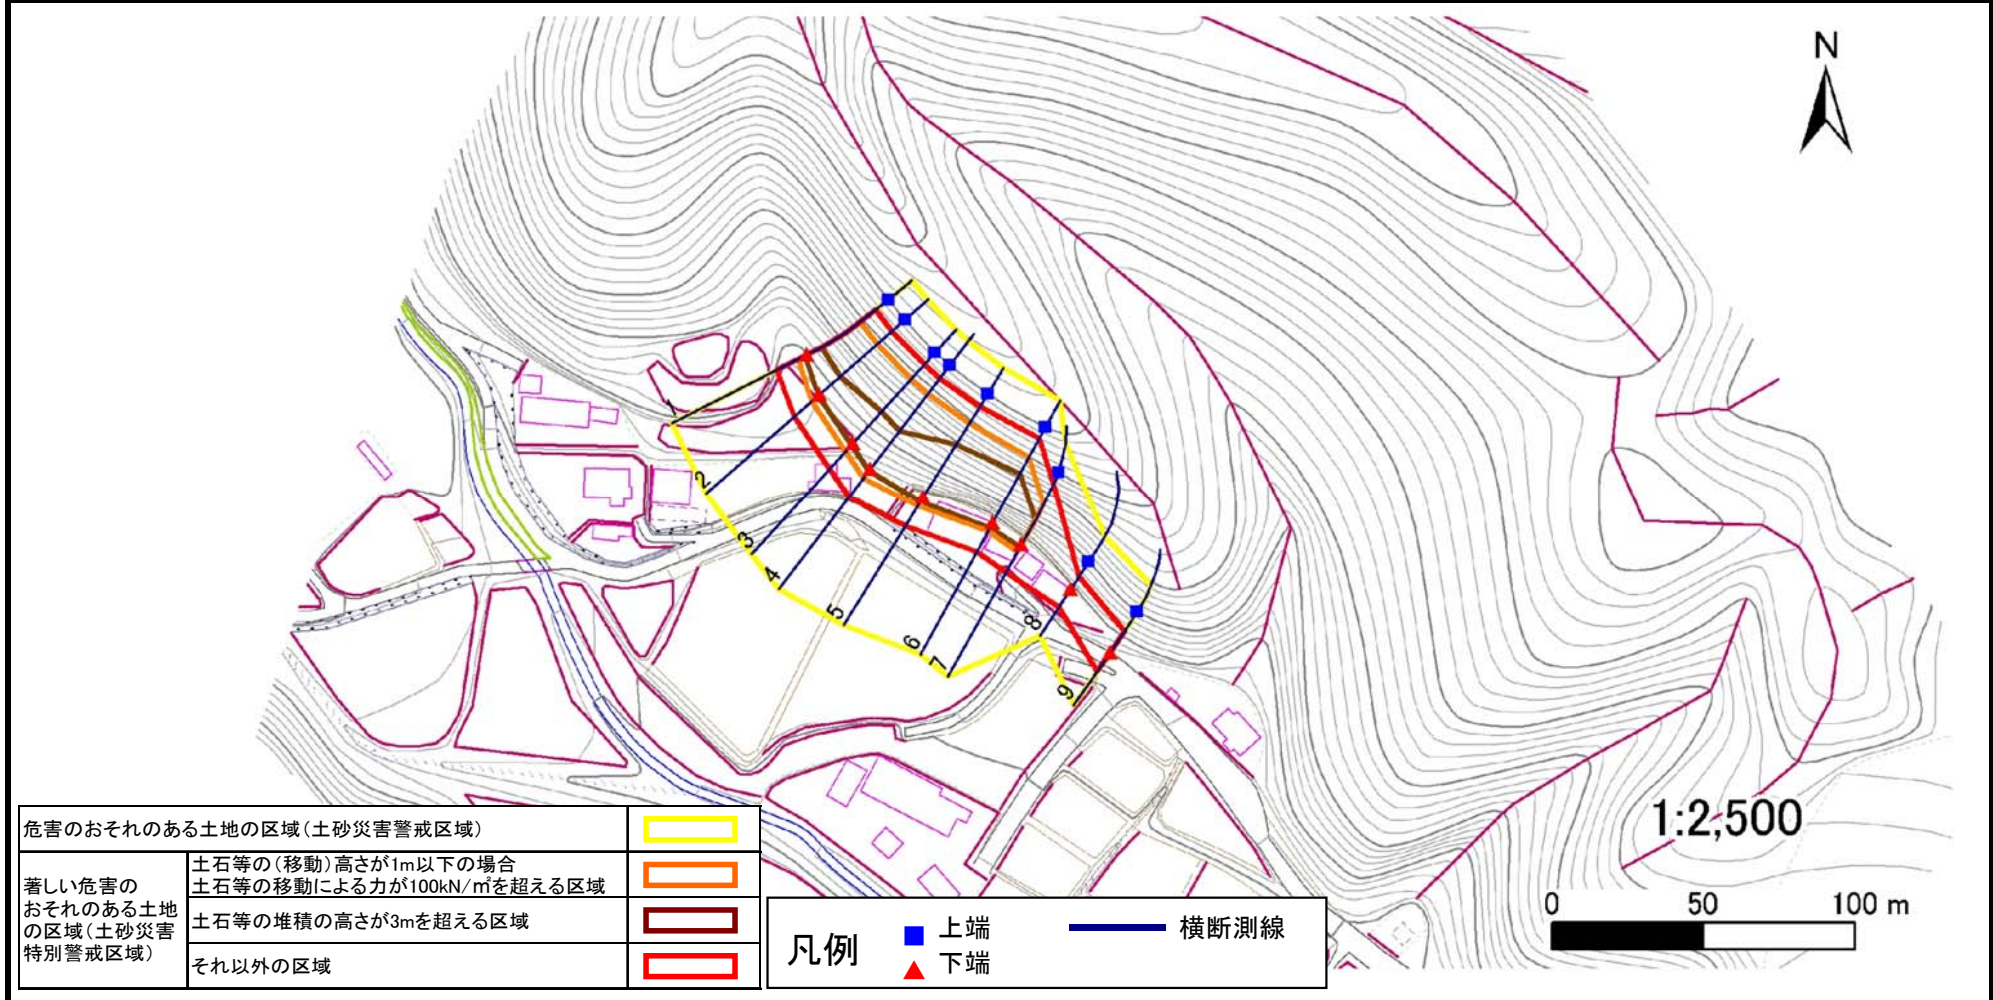 N
1
2
3
4
5
6
7
8
9
1:2,500
0 50 100 m
危害のおそれのある土地の区域(土砂災害警戒区域)
著しい危害の
おそれのある土地
の区域(土砂災害
特別警戒区域)
土石等の(移動)高さが1m以下の場合
土石等の移動による力が100kN/㎡を超える区域
土石等の堆積の高さが3mを超える区域
それ以外の区域
凡例
上端
下端
横断測線